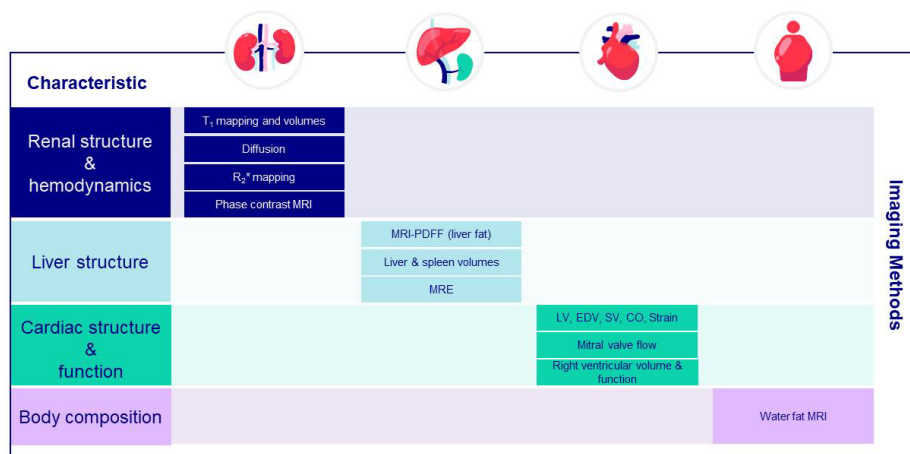 Characteristic
Renal structure
&
hemodynamics
T₁ mapping and volumes
Diffusion
R₂* mapping
Phase contrast MRI
Liver structure
MRI-PDFF (liver fat)
Liver & spleen volumes
MRE
Cardiac structure
&
function
LV, EDV, SV, CO, Strain
Mitral valve flow
Right ventricular volume &
function
Body composition
Water fat MRI
Imaging Methods